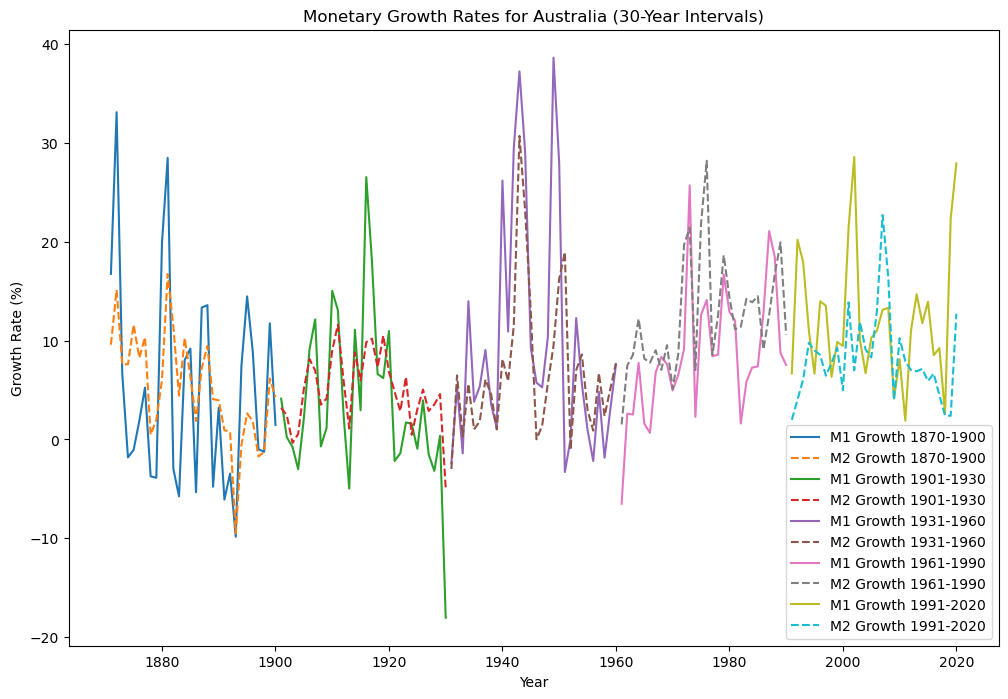 Monetary Growth Rates for Australia (30-Year Intervals)
40
30
20
10
0
−10
−20
Growth Rate (%)
1880
1900
1920
1940
1960
1980
2000
2020
Year
M1 Growth 1870-1900
M2 Growth 1870-1900
M1 Growth 1901-1930
M2 Growth 1901-1930
M1 Growth 1931-1960
M2 Growth 1931-1960
M1 Growth 1961-1990
M2 Growth 1961-1990
M1 Growth 1991-2020
M2 Growth 1991-2020